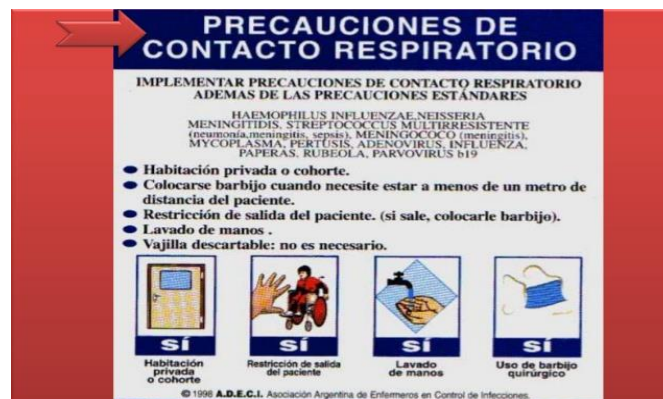 PRECAUCIONES DE
CONTACTO RESPIRATORIO
IMPLEMENTAR PRECAUCIONES DE CONTACTO RESPIRATORIO
ADEMAS DE LAS PRECAUCIONES ESTÁNDARES
HAEMOPHILUS INFLUENZAE,NEISSERIA
MENINGITIDIS, STREPTOCOCCUS MULTIRRESISTENTE
(neumonía,meningitis, sepsis), MENINGOCOCO (meningitis),
MYCOPLASMA, PERTUSIS, ADENOVIRUS, INFLUENZA,
PAPERAS, RUBEOLA, PARVOVIRUS b19
Habitación privada o cohorte.
Colocarse barbijo cuando necesite estar a menos de un metro de
distancia del paciente.
Restricción de salida del paciente. (si sale, colocarle barbijo).
Lavado de manos .
Vajilla descartable: no es necesario.
SÍ SÍ SÍ SÍ
Habitación
privada
o cohorte
Restricción de salida
del paciente
Lavado
de manos
Uso de barbijo
quirúrgico
© 1998 A.D.E.C.I. Asociación Argentina de Enfermeros en Control de Infecciones.